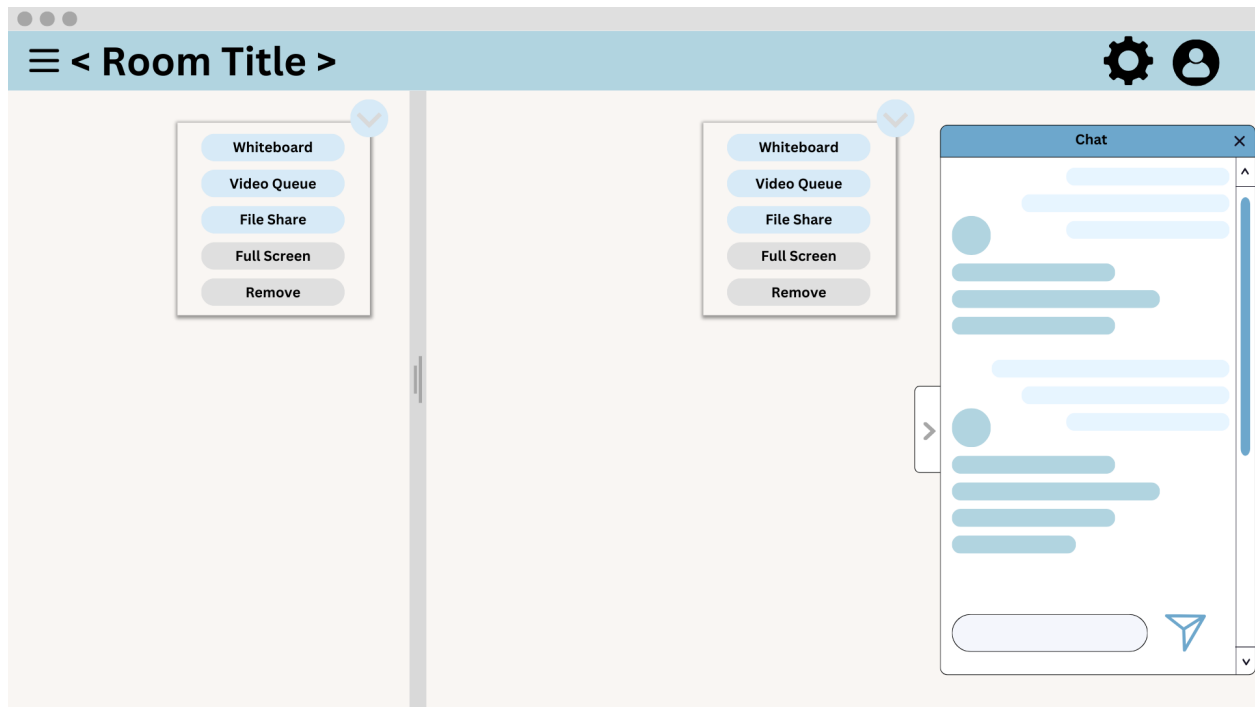 < Room Title >
Whiteboard
Video Queue
File Share
Full Screen
Remove
Whiteboard
Video Queue
File Share
Full Screen
Remove
Chat